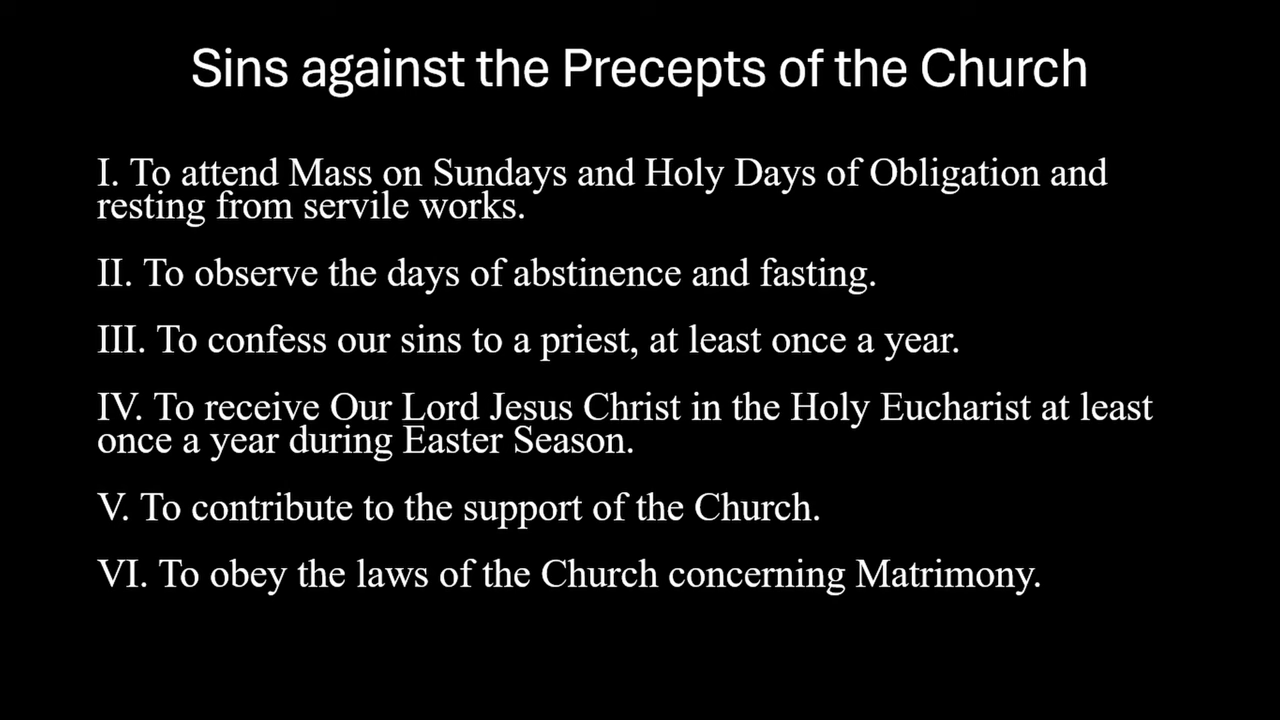 Sins against the Precepts of the Church
I. To attend Mass on Sundays and Holy Days of Obligation and
resting from servile works.
II. To observe the days of abstinence and fasting.
III. To confess our sins to a priest, at least once a year.
IV. To receive Our Lord Jesus Christ in the Holy Eucharist at least
once a year during Easter Season.
V. To contribute to the support of the Church.
VI. To obey the laws of the Church concerning Matrimony.